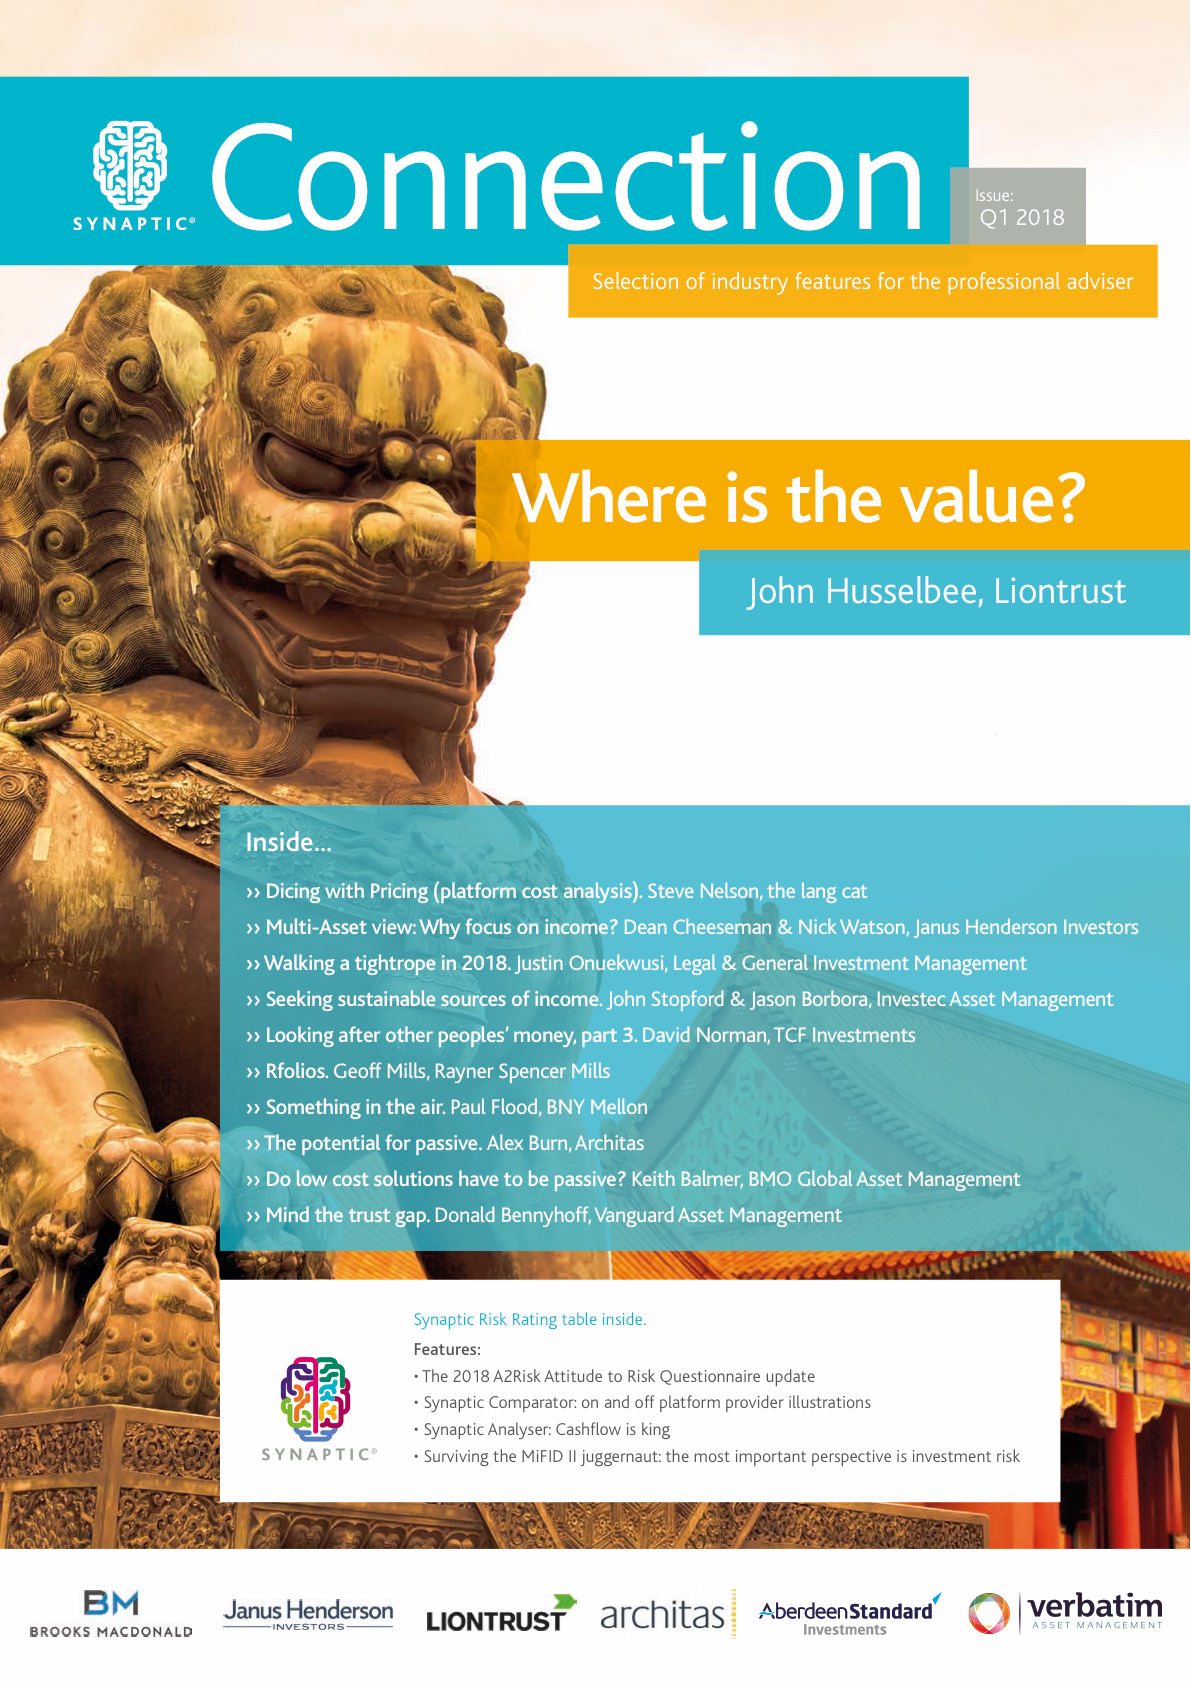 SYNAPTIC®
Connection
Issue:
Q1 2018
Selection of industry features for the professional adviser
Where is the value?
John Husselbee, Liontrust
Inside...
›› Dicing with Pricing (platform cost analysis). Steve Nelson, the lang cat
›› Multi-Asset view: Why focus on income? Dean Cheeseman & Nick Watson, Janus Henderson Investors
›› Walking a tightrope in 2018. Justin Onuekwusi, Legal & General Investment Management
›› Seeking sustainable sources of income. John Stopford & Jason Borbora, Investec Asset Management
›› Looking after other peoples’ money, part 3. David Norman, TCF Investments
›› Rfolios. Geoff Mills, Rayner Spencer Mills
›› Something in the air. Paul Flood, BNY Mellon
›› The potential for passive. Alex Burn, Architas
›› Do low cost solutions have to be passive? Keith Balmer, BMO Global Asset Management
›› Mind the trust gap. Donald Bennyhoff, Vanguard Asset Management
Synaptic Risk Rating table inside.
Features:
• The 2018 A2Risk Attitude to Risk Questionnaire update
• Synaptic Comparator: on and off platform provider illustrations
• Synaptic Analyser: Cashflow is king
• Surviving the MiFID II juggernaut: the most important perspective is investment risk
SYNAPTIC®
BM
BROOKS MACDONALD
Janus Henderson
INVESTORS
LIONTRUST
architas
AberdeenStandard
Investments
verbatim
ASSET MANAGEMENT